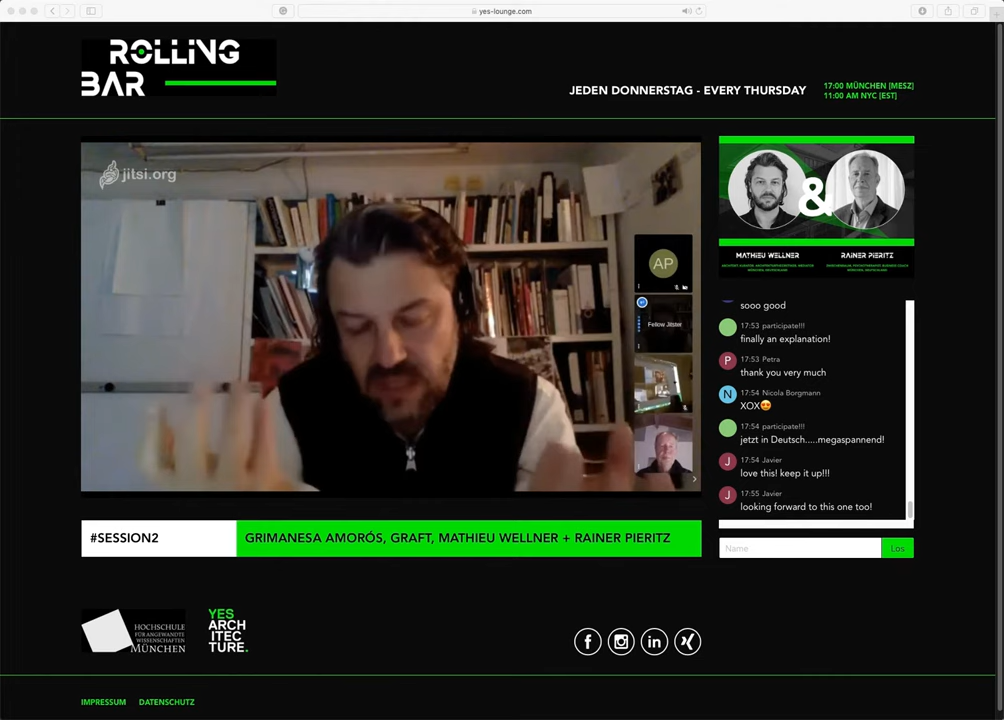 yes-lounge.com
ROLLING
BAR
JEDEN DONNERSTAG - EVERY THURSDAY
17:00 MÜNCHEN [MESZ]
11:00 AM NYC [EST]
jitsi.org
AP
Fellow Jitster
&
MATHIEU WELLNER
RAINER PIERITZ
sooo good
17:53 participate!!!
finally an explanation!
P
17:53 Petra
thank you very much
N
17:54 Nicola Borgmann
XOX😍
17:54 participate!!!
jetzt in Deutsch.....megaspannend!
J
17:54 Javier
love this! keep it up!!!
J
17:55 Javier
looking forward to this one too!
#SESSION2
GRIMANESA AMORÓS, GRAFT, MATHIEU WELLNER + RAINER PIERITZ
Name
Los
HOCHSCHULE
FÜR ANGEWANDTE
WISSENSCHAFTEN
MÜNCHEN
YES
ARCH
ITEC
TURE.
f
in
IMPRESSUM
DATENSCHUTZ